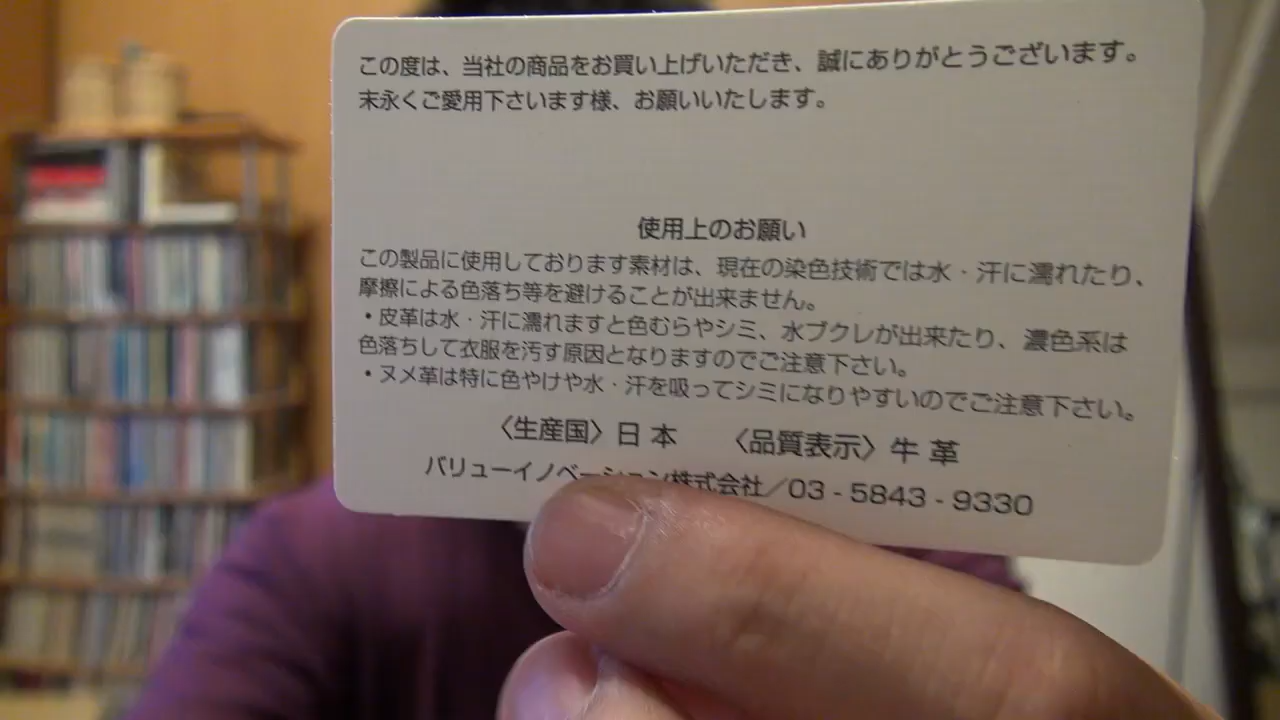 この度は、当社の商品をお買い上げいただき、誠にありがとうございます。
末永くご愛用下さいます様、お願いいたします。
使用上のお願い
この製品に使用しております素材は、現在の染色技術では水・汗に濡れたり、
摩擦による色落ち等を避けることが出来ません。
・皮革は水・汗に濡れますと色むらやシミ、水ブクレが出来たり、濃色系は
色落ちして衣服を汚す原因となりますのでご注意下さい。
・ヌメ革は特に色やけや水・汗を吸ってシミになりやすいのでご注意下さい。
〈生産国〉日本 〈品質表示〉牛革
バリューイノベーション株式会社／03-5843-9330